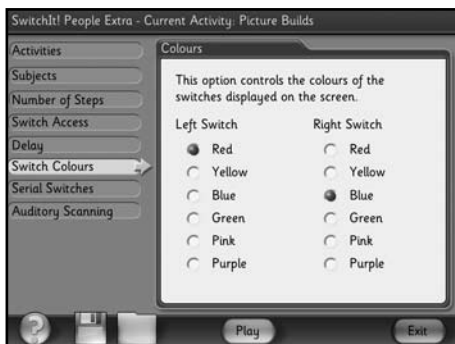 SwitchIt! People Extra - Current Activity: Picture Builds
Activities
Subjects
Number of Steps
Switch Access
Delay
Switch Colours
Serial Switches
Auditory Scanning
Colours
This option controls the colours of the
switches displayed on the screen.
Left Switch Right Switch
Red Red
Yellow Yellow
Blue Blue
Green Green
Pink Pink
Purple Purple
? Play Exit